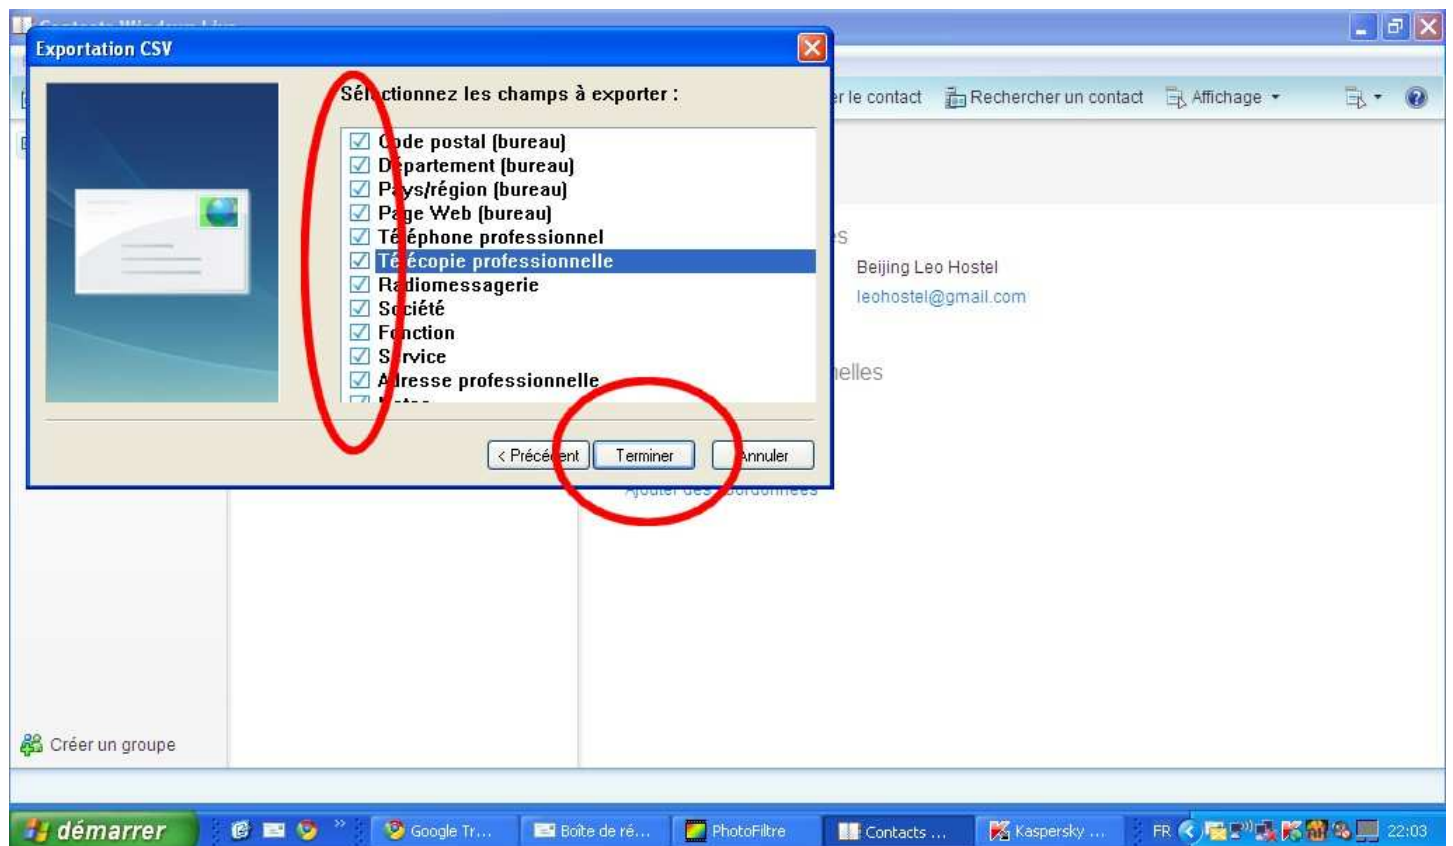 Exportation CSV
Sélectionnez les champs à exporter :
Code postal (bureau)
Département (bureau)
Pays/région (bureau)
Page Web (bureau)
Téléphone professionnel
Télécopie professionnelle
Radiomessagerie
Société
Fonction
Service
Adresse professionnelle
< Précédent Terminer Annuler
le contact Rechercher un contact Affichage
Beijing Leo Hostel
leohostel@gmail.com
Ajouter des coordonnées
Créer un groupe
démarrer » Google Tr... Boîte de ré... PhotoFiltre Contacts ... Kaspersky ... FR 22:03